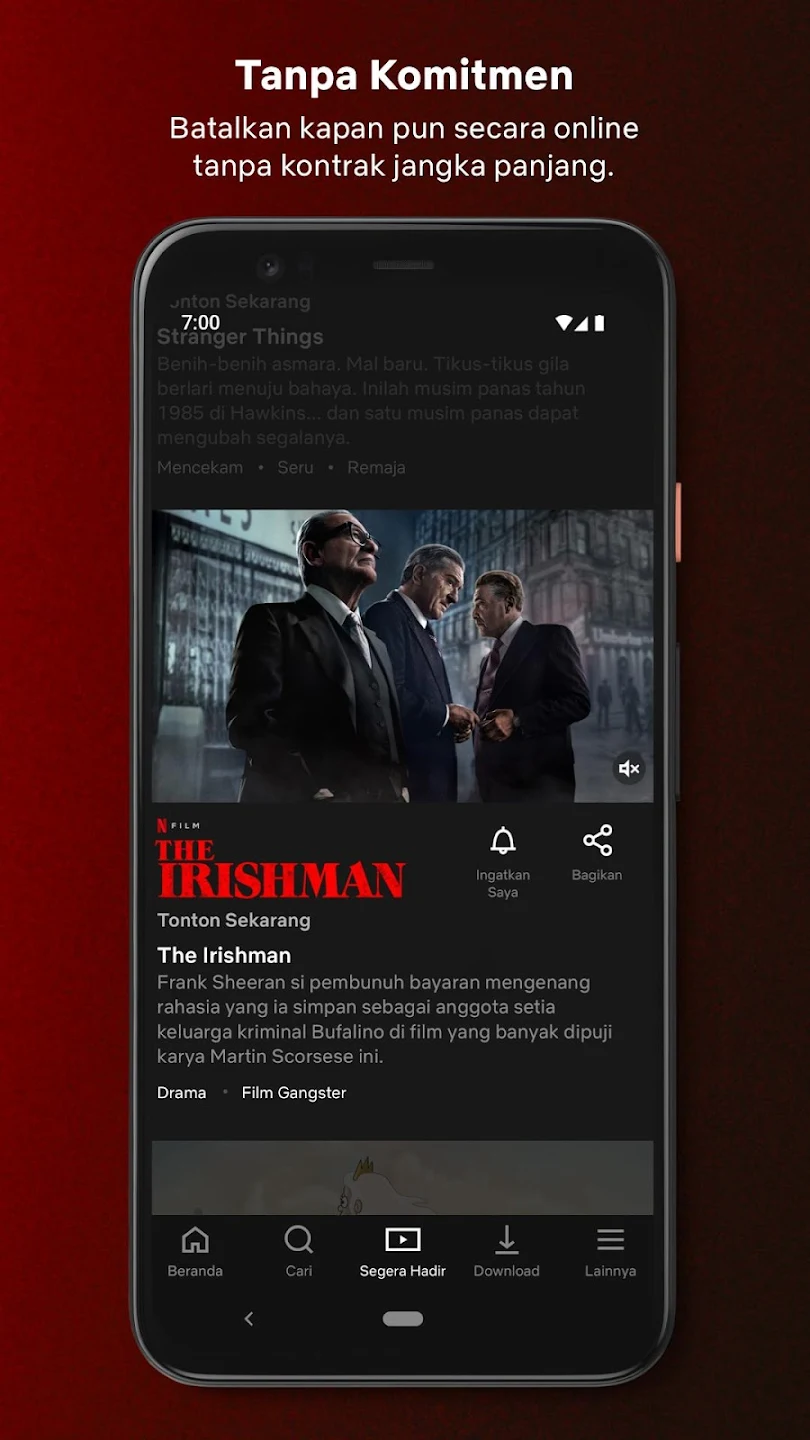 Tanpa Komitmen
Batalkan kapan pun secara online
tanpa kontrak jangka panjang.
Sekarang
7:00
Stranger Things
Benih-benih asmara. Mal baru. Tikus-tikus gila
berlari menuju bahaya. Inilah musim panas tahun
1985 di Hawkins... dan satu musim panas dapat
mengubah segalanya.
Mencekam • Seru • Remaja
N FILM
THE
IRISHMAN
Ingatkan
Saya
Bagikan
Tonton Sekarang
The Irishman
Frank Sheeran si pembunuh bayaran mengenang
rahasia yang ia simpan sebagai anggota setia
keluarga kriminal Bufalino di film yang banyak dipuji
karya Martin Scorsese ini.
Drama • Film Gangster
Beranda
Cari
Segera Hadir
Download
Lainnya